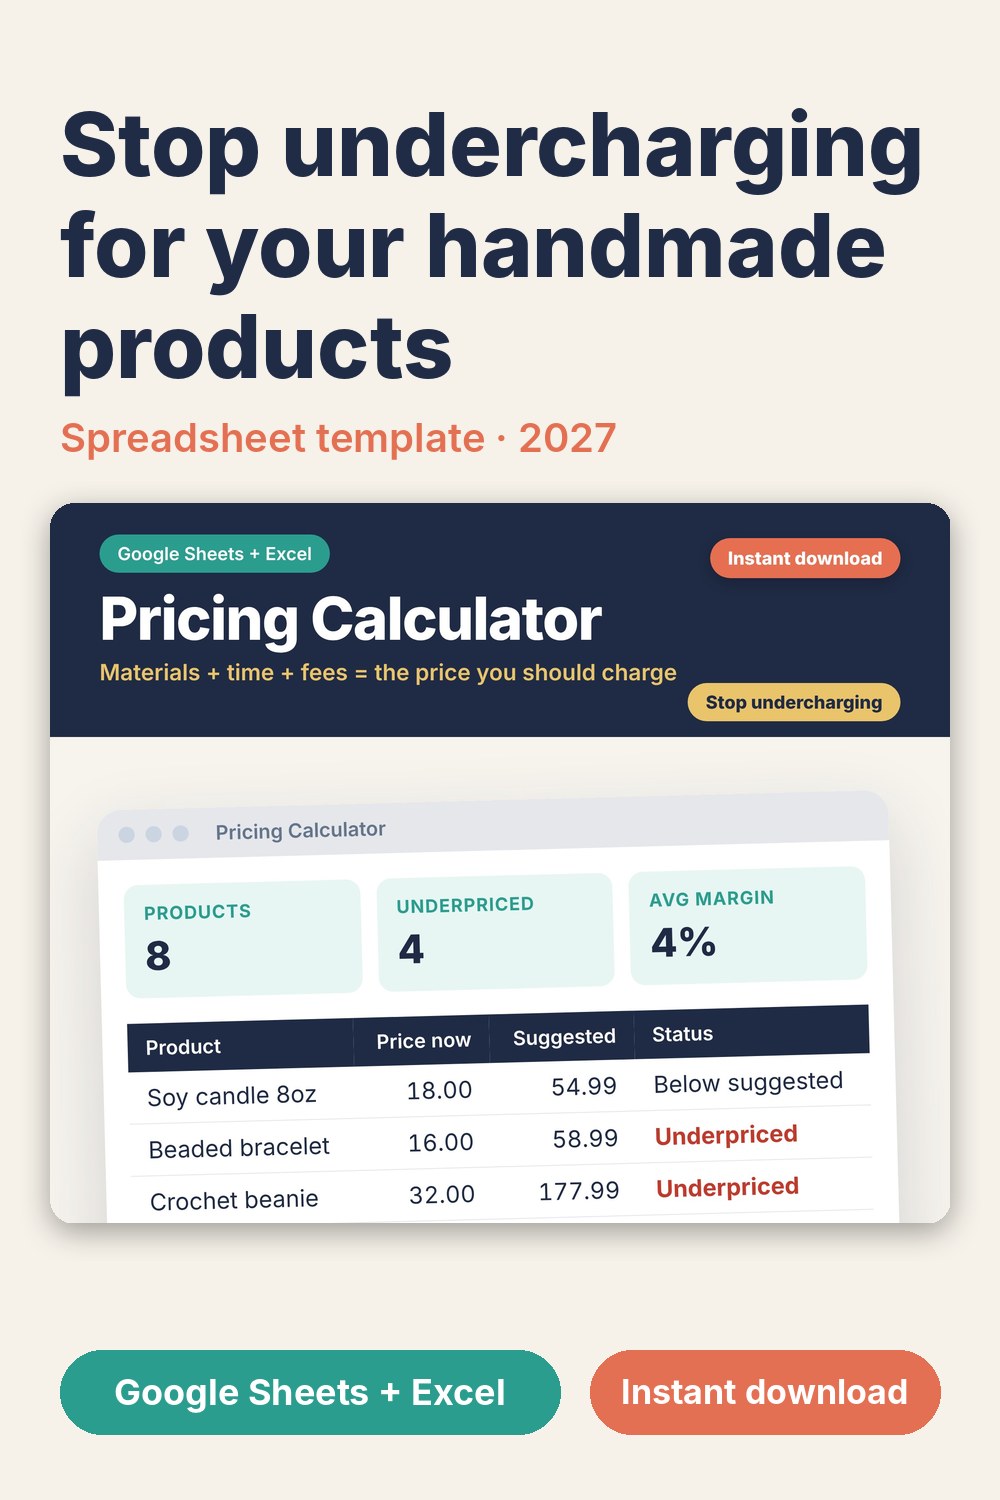 Stop undercharging
for your handmade
products
Spreadsheet template · 2027
Google Sheets + Excel
Instant download
Pricing Calculator
Materials + time + fees = the price you should charge
Stop undercharging
Pricing Calculator
PRODUCTS
8
UNDERPRICED
4
AVG MARGIN
4%
Product Price now Suggested Status
Soy candle 8oz 18.00 54.99 Below suggested
Beaded bracelet 16.00 58.99 Underpriced
Crochet beanie 32.00 177.99 Underpriced
Google Sheets + Excel
Instant download